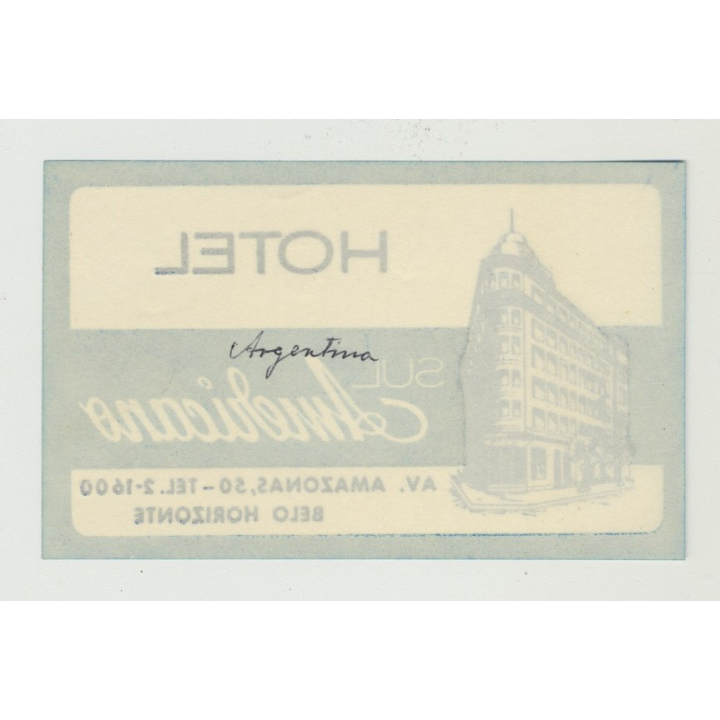 HOTEL
Argentina
SUL
Americano
AV. AMAZONAS, 50 - TEL. 2-1600
BELO HORIZONTE